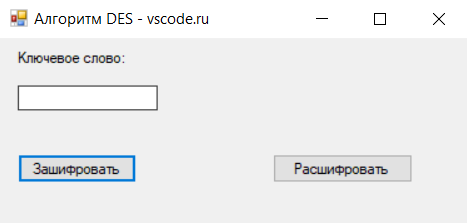 Алгоритм DES - vscode.ru
Ключевое слово:
Зашифровать Расшифровать